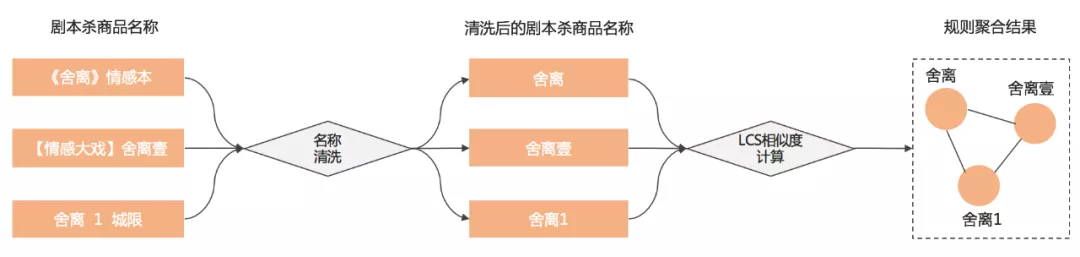 剧本杀商品名称
清洗后的剧本杀商品名称
规则聚合结果
《舍离》情感本
【情感大戏】舍离壹
舍离 1 城限
名称
清洗
舍离
舍离壹
舍离1
LCS相似度
计算
舍离
舍离壹
舍离1